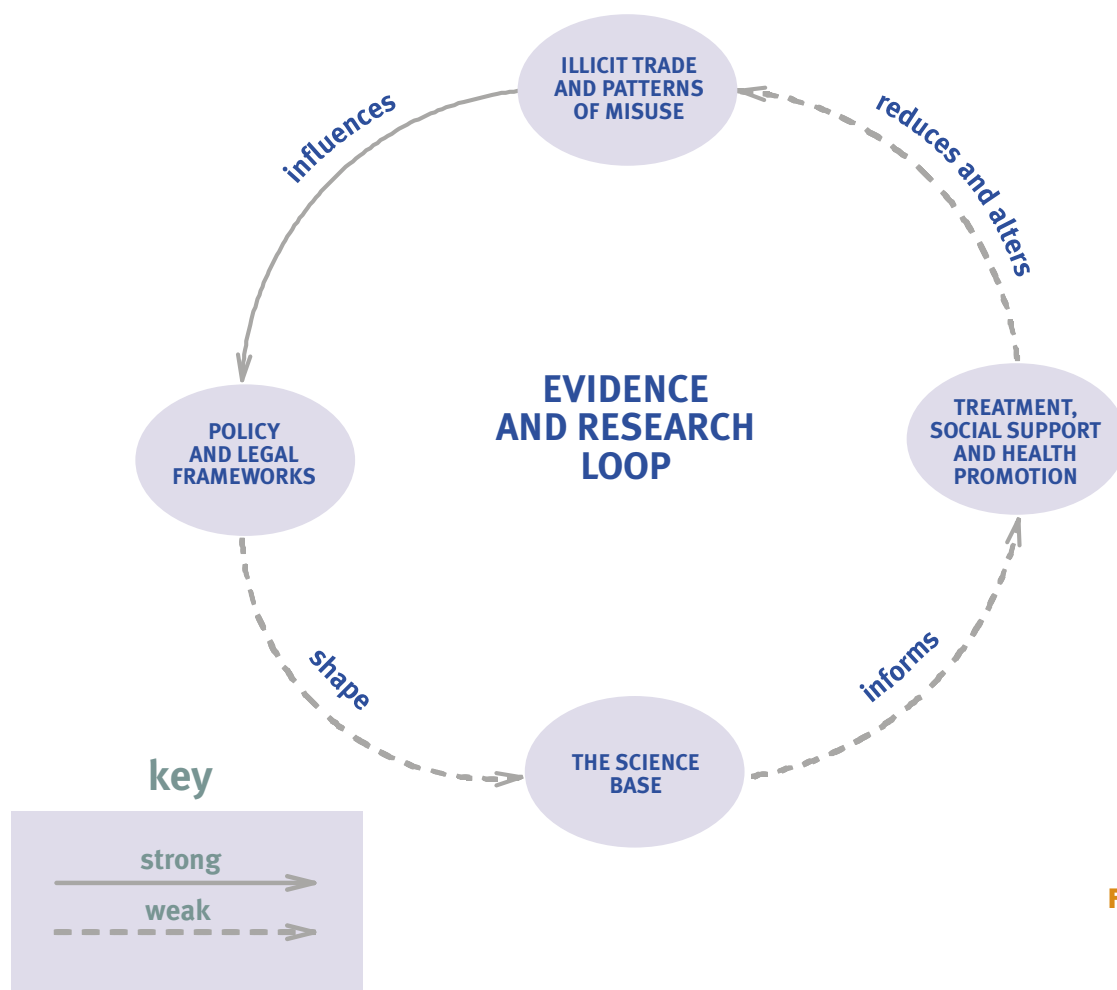 ILLICIT TRADE
AND PATTERNS
OF MISUSE
influences
reduces and alters
EVIDENCE
AND RESEARCH
LOOP
POLICY
AND LEGAL
FRAMEWORKS
TREATMENT,
SOCIAL SUPPORT
AND HEALTH
PROMOTION
shape
informs
THE SCIENCE
BASE
key
strong
weak
F